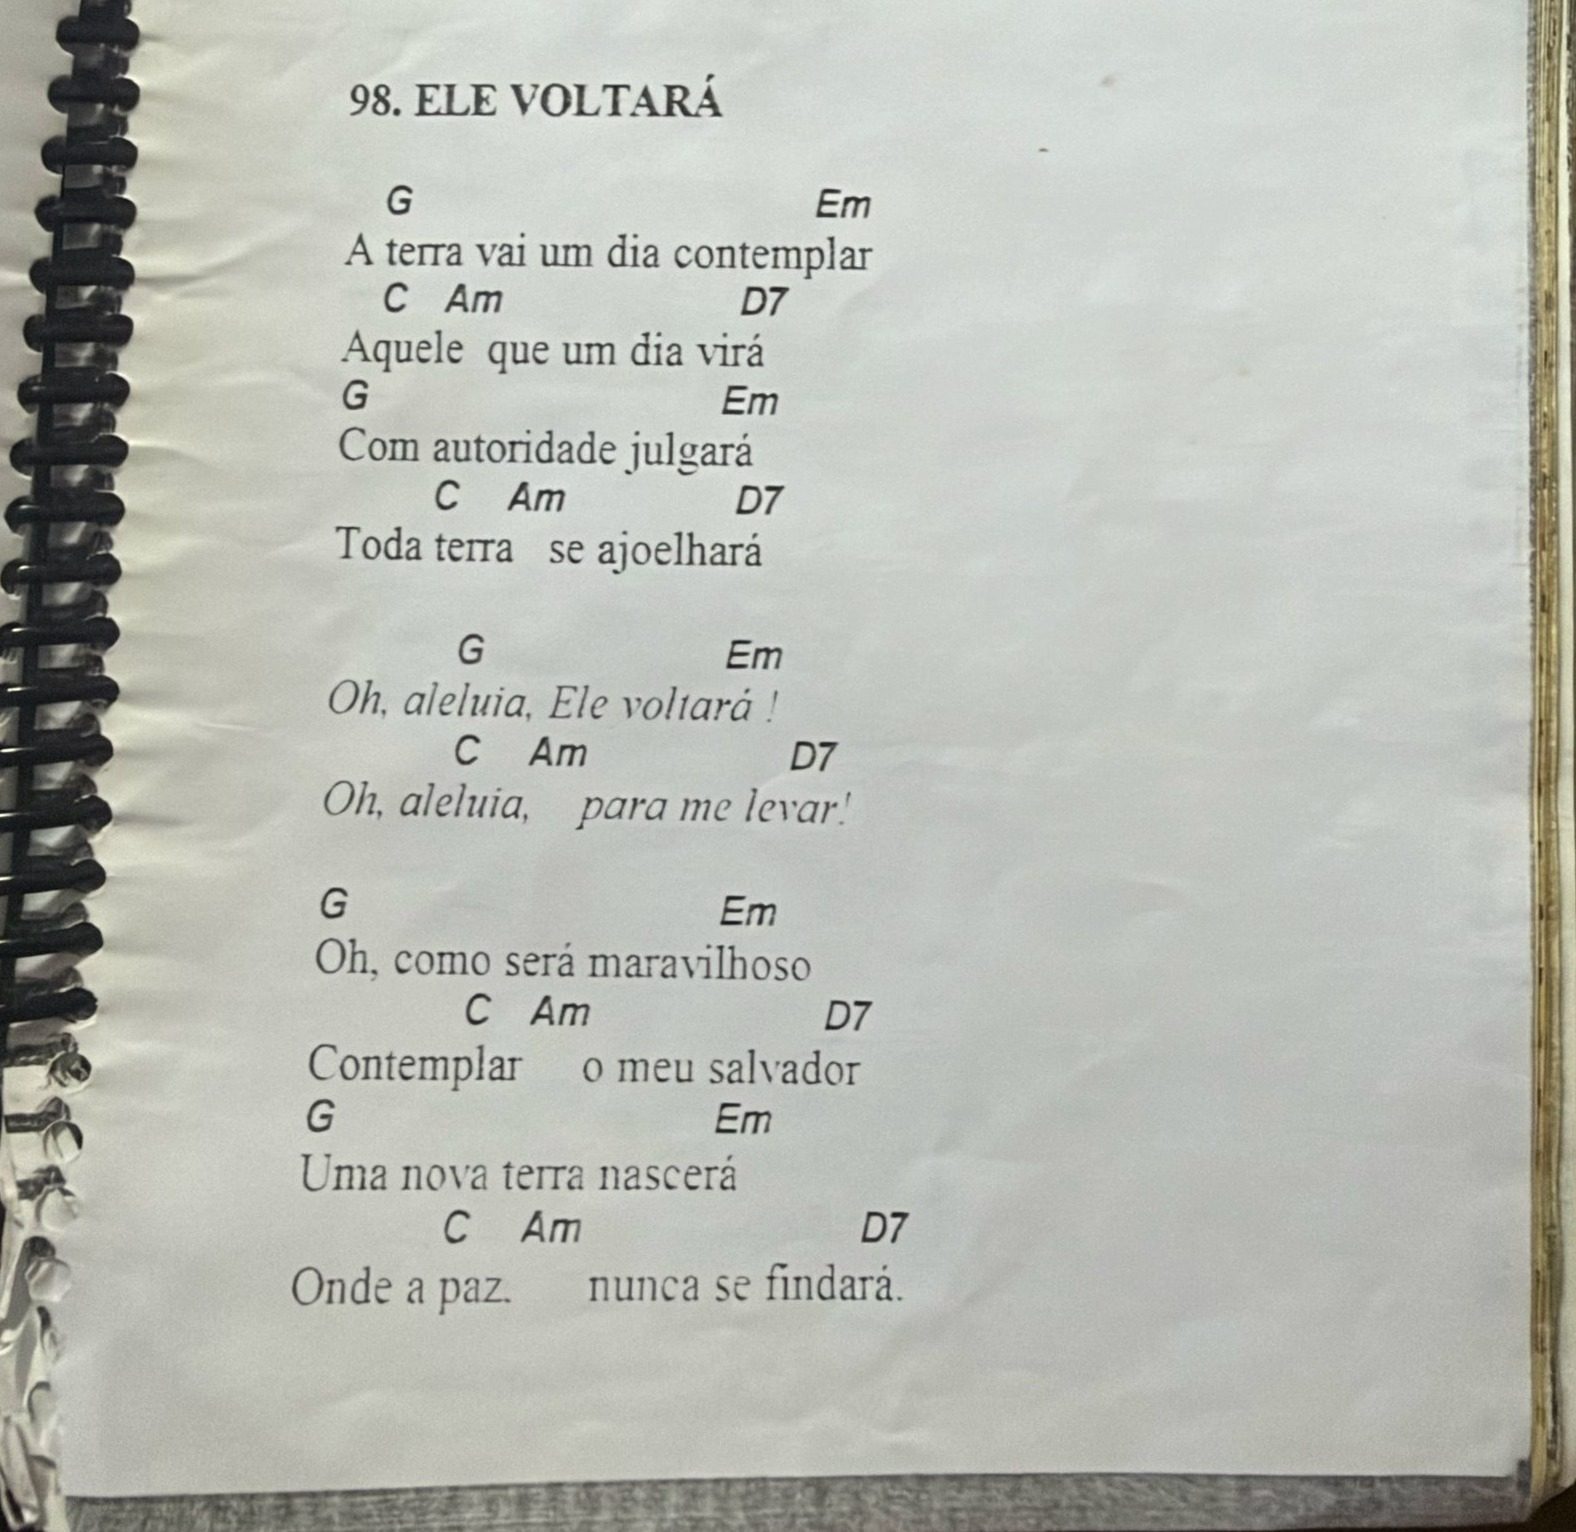 98. ELE VOLTARÁ
G Em
A terra vai um dia contemplar
C Am D7
Aquele que um dia virá
G Em
Com autoridade julgará
C Am D7
Toda terra se ajoelhará
G Em
Oh, aleluia, Ele voltará !
C Am D7
Oh, aleluia, para me levar!
G Em
Oh, como será maravilhoso
C Am D7
Contemplar o meu salvador
G Em
Uma nova terra nascerá
C Am D7
Onde a paz. nunca se findará.